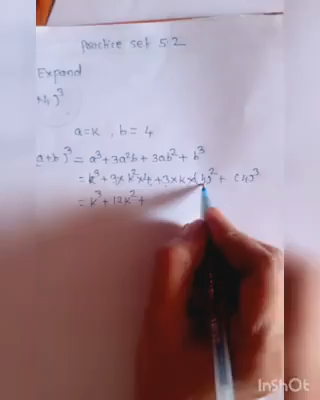 Practice set 5.2
Expand
)³
a=k, b=4
a+b)³ = a³+3a²b+3ab²+b³
= k³+3×k²×4+3×k×(4)²+(4)³
= k³+12k²+
InShOt